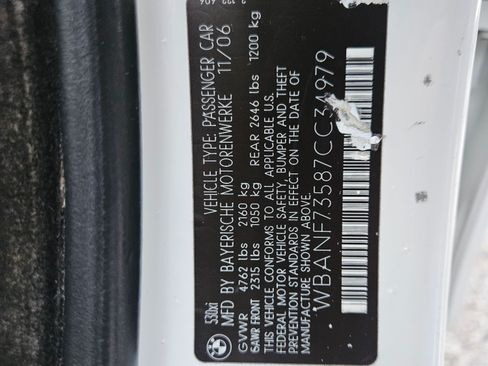 530xi
VEHICLE TYPE: PASSENGER CAR
MFD BY BAYERISCHE MOTORENWERKE 11/06
GVWR 4762 lbs 2160 kg
GAWR FRONT 2315 lbs 1050 kg REAR 2646 lbs 1200 kg
THIS VEHICLE CONFORMS TO ALL APPLICABLE U.S.
FEDERAL MOTOR VEHICLE SAFETY, BUMPER AND THEFT
PREVENTION STANDARDS IN EFFECT ON THE DATE OF
MANUFACTURE SHOWN ABOVE.
WBANF73587CC34979